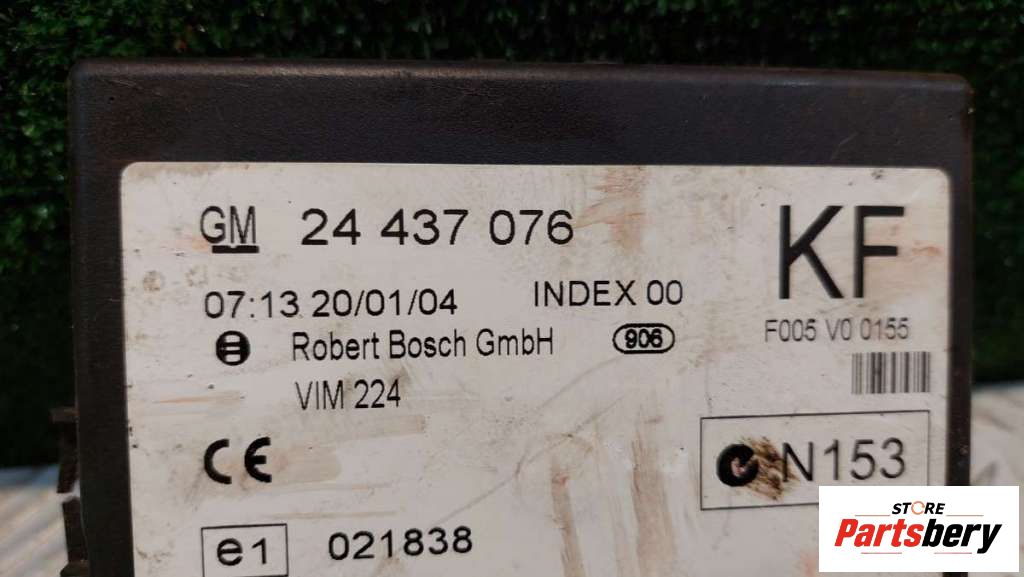 GM 24 437 076
KF
07:13 20/01/04
INDEX 00
F005 V0 0155
Robert Bosch GmbH
906
VIM 224
CE
N153
e1
021838
STORE
Partsbery